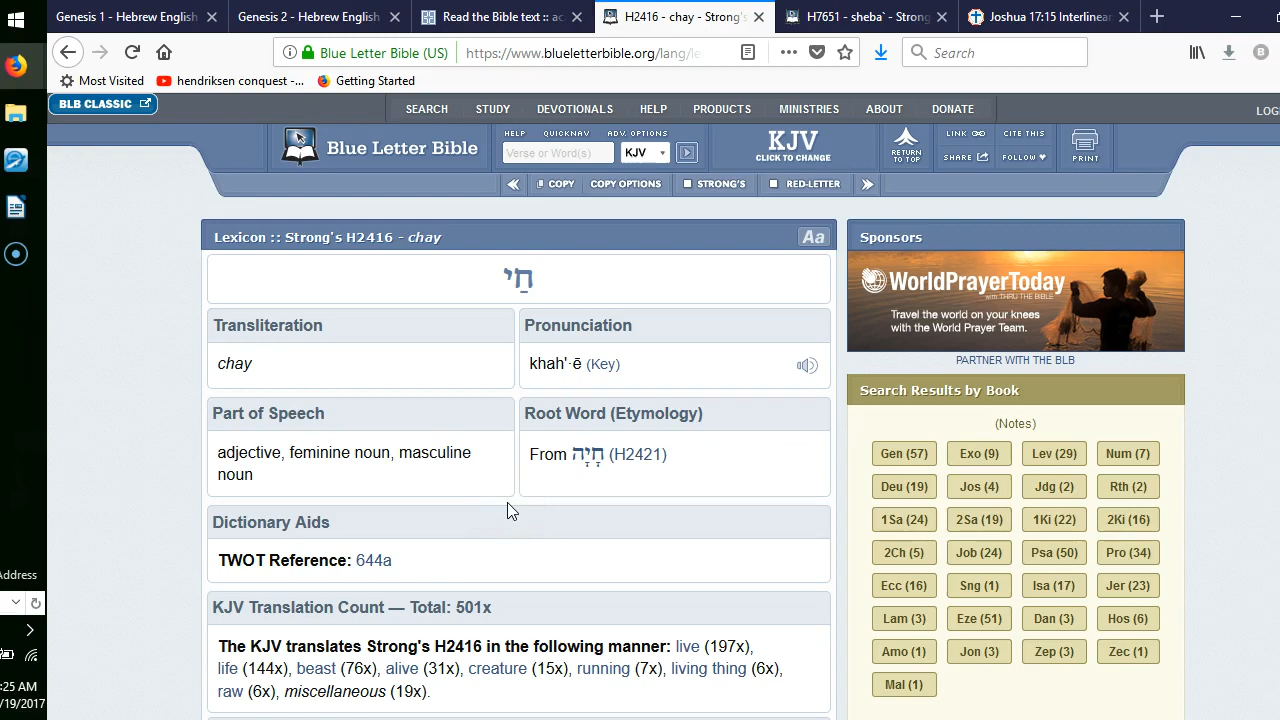 Genesis 1 - Hebrew English
Genesis 2 - Hebrew English
Read the Bible text :: ac
H2416 - chay - Strong's
H7651 - sheba` - Strong
Joshua 17:15 Interlinear
Blue Letter Bible (US)
https://www.blueletterbible.org/lang/le
Search
B
Most Visited
henriksen conquest -...
Getting Started
BLB CLASSIC
SEARCH STUDY DEVOTIONALS HELP PRODUCTS MINISTRIES ABOUT DONATE
LOG
Blue Letter Bible
HELP QUICKNAV ADV. OPTIONS
Verse or Word(s) KJV
KJV
CLICK TO CHANGE
RETURN
TO TOP
LINK CITE THIS
SHARE FOLLOW
PRINT
COPY COPY OPTIONS STRONG'S RED-LETTER
Lexicon :: Strong's H2416 - chay Aa
חַי
Transliteration
chay
Pronunciation
khah'·ē (Key)
Part of Speech
adjective, feminine noun, masculine
noun
Root Word (Etymology)
From חָיָה (H2421)
Dictionary Aids
TWOT Reference: 644a
KJV Translation Count — Total: 501x
The KJV translates Strong's H2416 in the following manner: live (197x),
life (144x), beast (76x), alive (31x), creature (15x), running (7x), living thing (6x),
raw (6x), miscellaneous (19x).
Sponsors
WorldPrayerToday
with THRU THE BIBLE
Travel the world on your knees
with the World Prayer Team.
PARTNER WITH THE BLB
Search Results by Book
(Notes)
Gen (57) Exo (9) Lev (29) Num (7)
Deu (19) Jos (4) Jdg (2) Rth (2)
1Sa (24) 2Sa (19) 1Ki (22) 2Ki (16)
2Ch (5) Job (24) Psa (50) Pro (34)
Ecc (16) Sng (1) Isa (17) Jer (23)
Lam (3) Eze (51) Dan (3) Hos (6)
Amo (1) Jon (3) Zep (3) Zec (1)
Mal (1)
Address
:25 AM
/19/2017